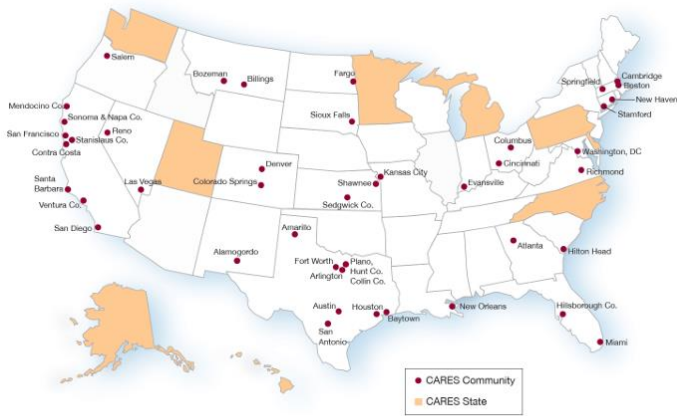 Salem
Bozeman
Billings
Fargo
Springfield
Cambridge
Boston
New Haven
Stamford
Mendocino Co.
Sonoma & Napa Co.
San Francisco
Stanislaus Co.
Contra Costa
Reno
Sioux Falls
Columbus
Washington, DC
Cincinnati
Richmond
Denver
Colorado Springs
Kansas City
Shawnee
Sedgwick Co.
Evansville
Santa
Barbara
Ventura Co.
Las Vegas
San Diego
Amarillo
Alamogordo
Fort Worth
Arlington
Plano,
Hunt Co.
Collin Co.
Atlanta
Hilton Head
Austin
San
Antonio
Houston
Baytown
New Orleans
Hillsborough Co.
Miami
CARES Community
CARES State